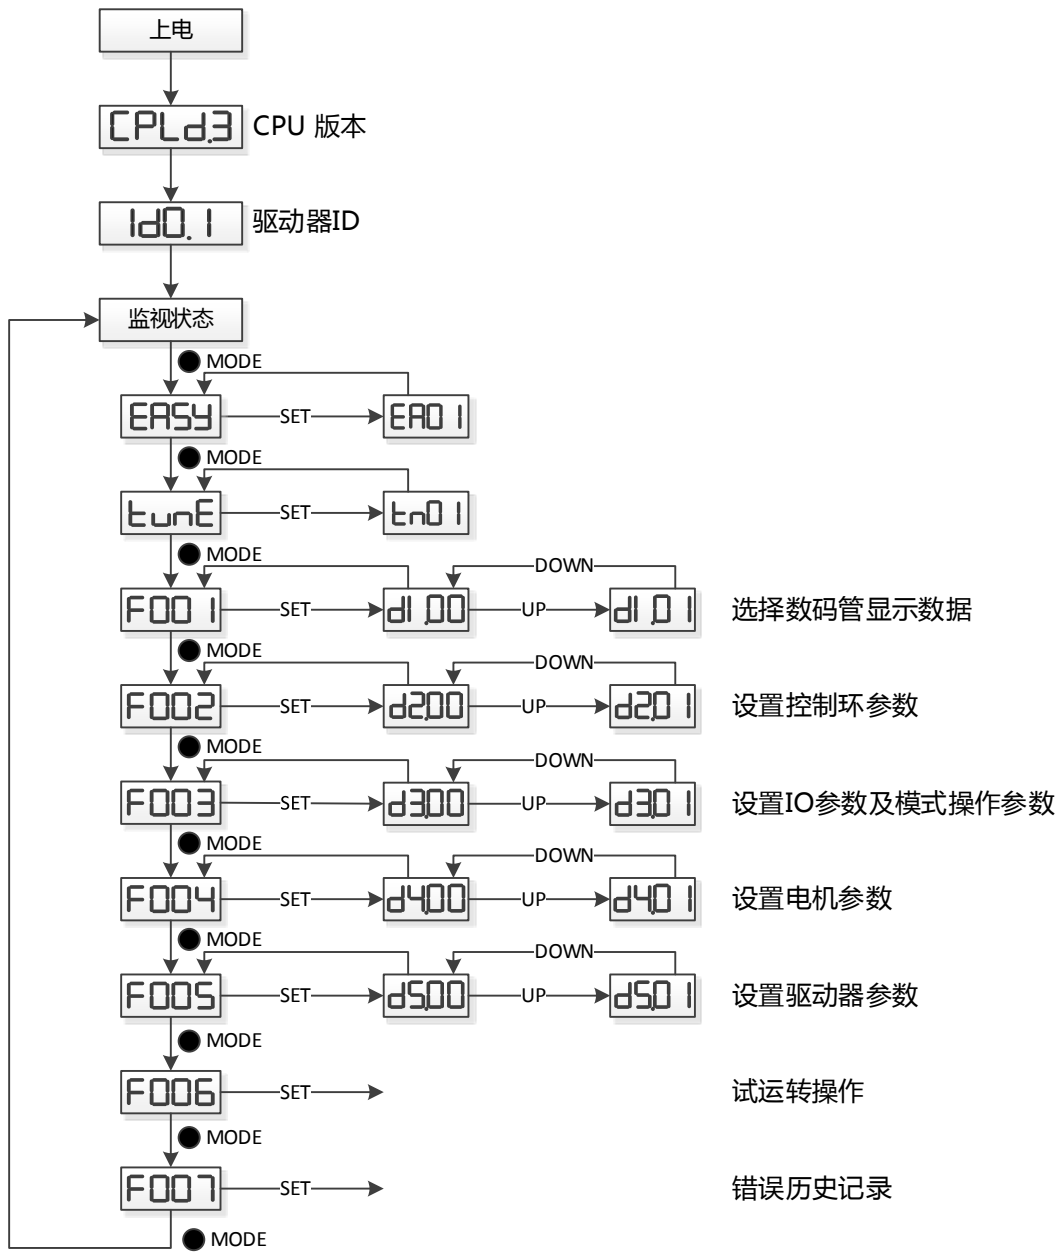 上电
CPLd.3 CPU 版本
Id0.1 驱动器ID
监视状态
MODE
EASY SET EA01
MODE
tunE SET tn01
MODE
DOWN
F001 SET d1.00 UP d1.01 选择数码管显示数据
MODE
DOWN
F002 SET d2.00 UP d2.01 设置控制环参数
MODE
DOWN
F003 SET d3.00 UP d3.01 设置IO参数及模式操作参数
MODE
DOWN
F004 SET d4.00 UP d4.01 设置电机参数
MODE
DOWN
F005 SET d5.00 UP d5.01 设置驱动器参数
MODE
F006 SET 试运转操作
MODE
F007 SET 错误历史记录
MODE